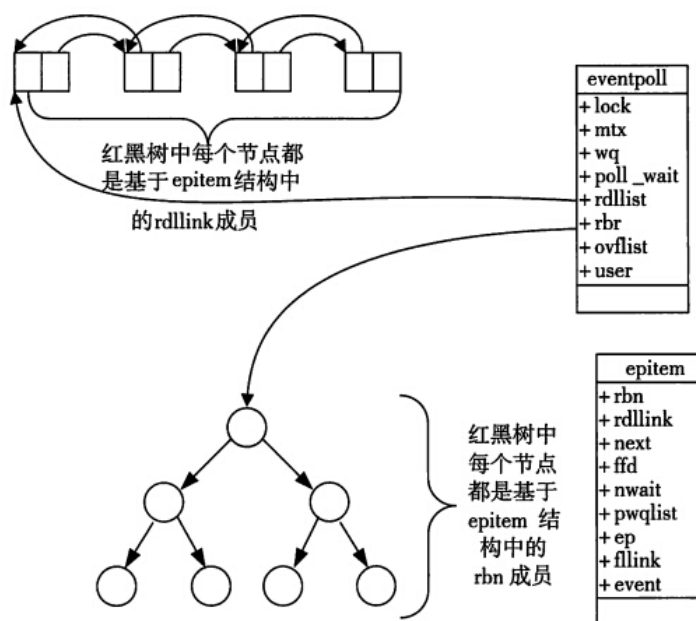 红黑树中每个节点都
是基于epitem结构中
的rdllink成员
eventpoll
+lock
+mtx
+wq
+poll_wait
+rdllist
+rbr
+ovflist
+user
红黑树中
每个节点
都是基于
epitem 结
构中的
rbn 成员
epitem
+rbn
+rdllink
+next
+ffd
+nwait
+pwqlist
+ep
+fllink
+event